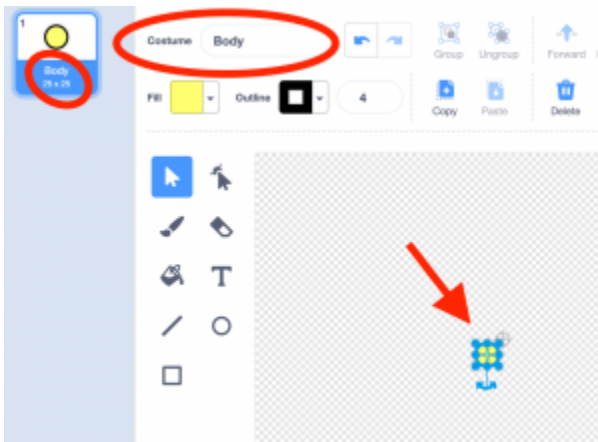 1
Body
25 x 25
Costume Body
Group Ungroup Forward
Fill Outline 4
Copy Paste Delete
T